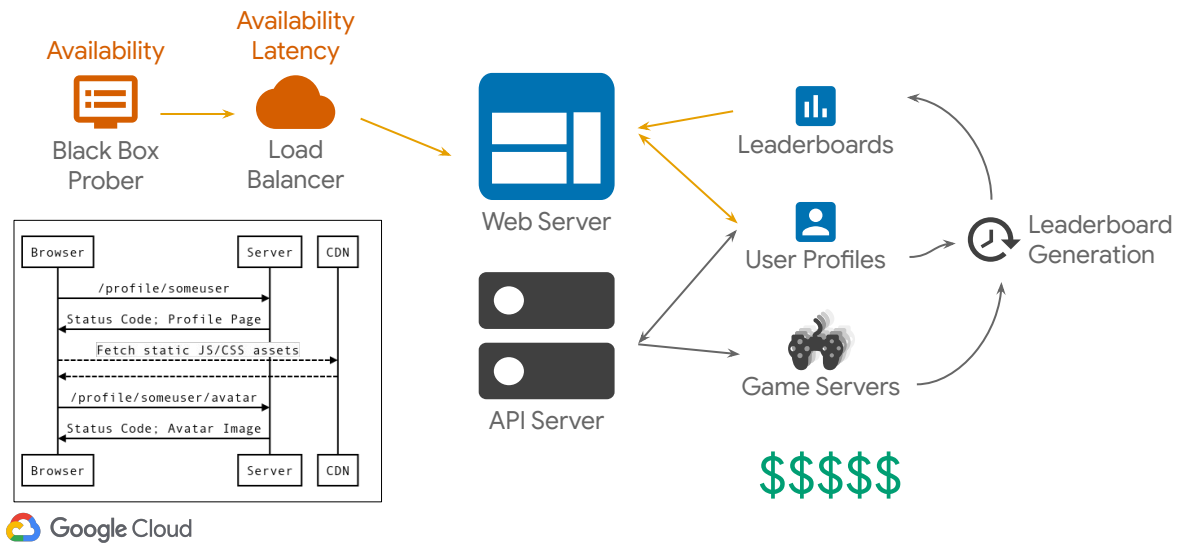 Availability
Black Box
Prober
Availability
Latency
Load
Balancer
Web Server
API Server
Leaderboards
User Profiles
Game Servers
Leaderboard
Generation
$$$$$
Browser
Server
CDN
/profile/someuser
Status Code; Profile Page
Fetch static JS/CSS assets
/profile/someuser/avatar
Status Code; Avatar Image
Browser
Server
CDN
Google Cloud